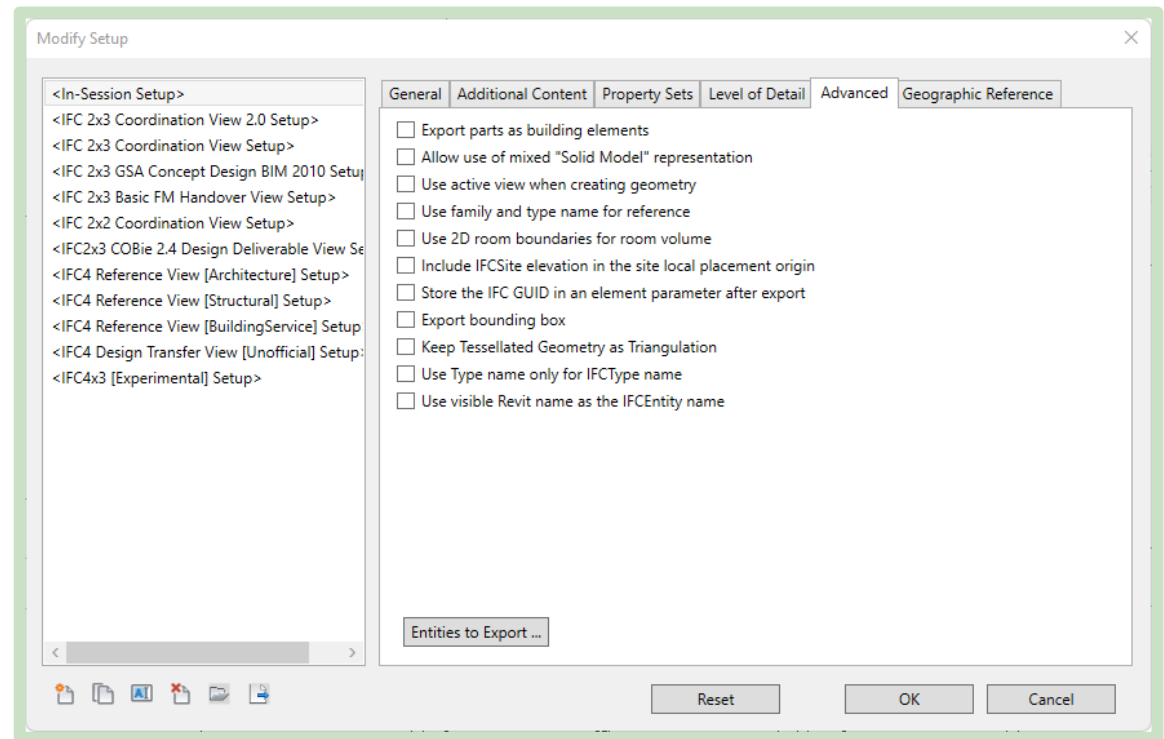 Modify Setup
<In-Session Setup>
<IFC 2x3 Coordination View 2.0 Setup>
<IFC 2x3 Coordination View Setup>
<IFC 2x3 GSA Concept Design BIM 2010 Setu
<IFC 2x3 Basic FM Handover View Setup>
<IFC 2x2 Coordination View Setup>
<IFC2x3 COBie 2.4 Design Deliverable View Se
<IFC4 Reference View [Architecture] Setup>
<IFC4 Reference View [Structural] Setup>
<IFC4 Reference View [BuildingService] Setup
<IFC4 Design Transfer View [Unofficial] Setup>
<IFC4x3 [Experimental] Setup>
General Additional Content Property Sets Level of Detail Advanced Geographic Reference
Export parts as building elements
Allow use of mixed "Solid Model" representation
Use active view when creating geometry
Use family and type name for reference
Use 2D room boundaries for room volume
Include IFCSite elevation in the site local placement origin
Store the IFC GUID in an element parameter after export
Export bounding box
Keep Tessellated Geometry as Triangulation
Use Type name only for IFCType name
Use visible Revit name as the IFCEntity name
Entities to Export ...
Reset OK Cancel